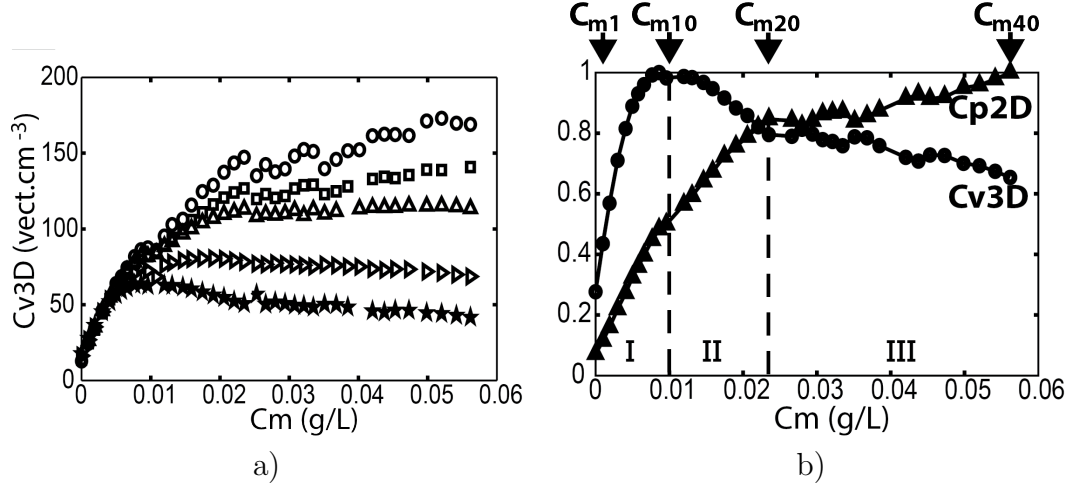 a)
200
150
100
50
0
0 0.01 0.02 0.03 0.04 0.05 0.06
Cv3D (vect.cm⁻³)
Cm (g/L)
a)
b)
Cm1 Cm10 Cm20 Cm40
1
0.8
0.6
0.4
0.2
0
Cp2D
Cv3D
I II III
0 0.01 0.02 0.03 0.04 0.05 0.06
Cm (g/L)
b)